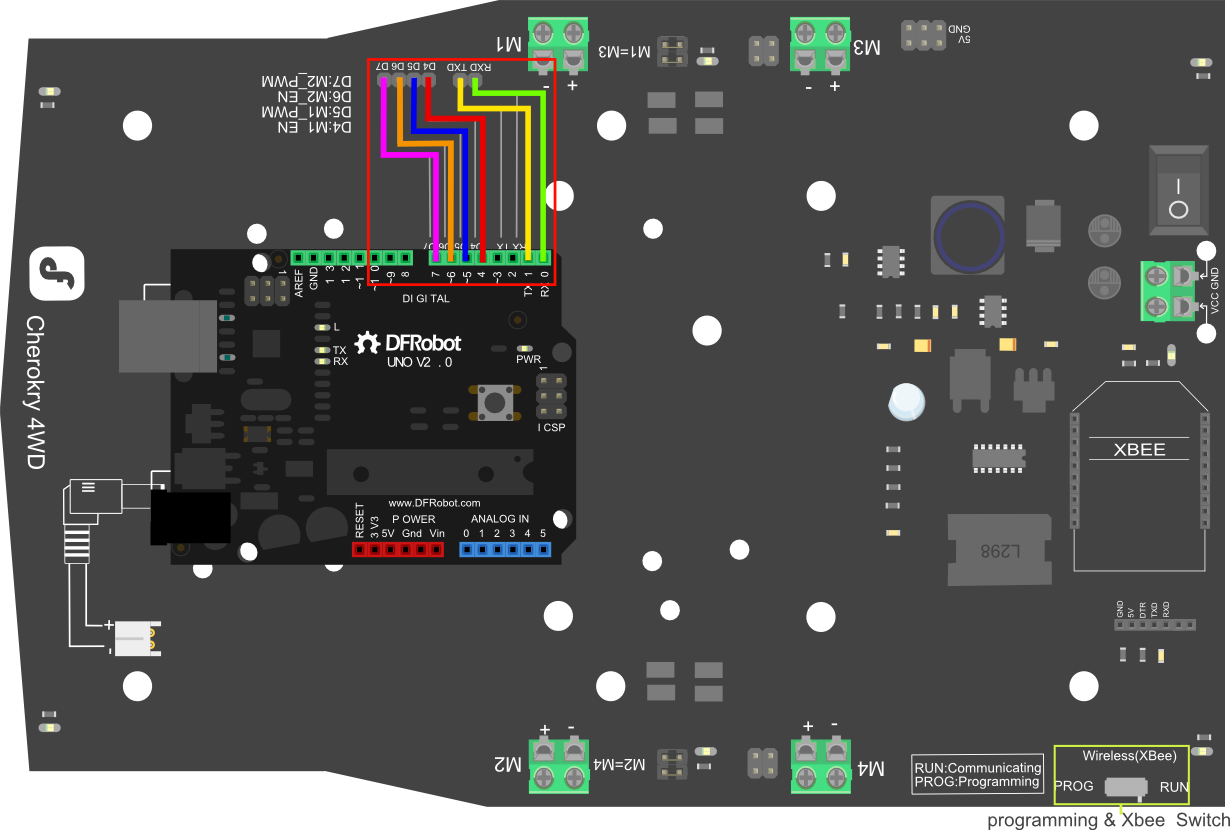 M1
M1=M3
M3
GND
5V
D7 D6 D5 D4 TXD RXD
D7:M2_PWM
D6:M2_EN
D5:M1_PWM
D4:M1_EN
- +
- +
D7 D6 D5 D4 TX RX
AREF
GND
13
12
~11
~10
~9
8
7
~6
~5
4
~3
2
TX 1
RX 0
DIGITAL
1
L
TX
RX
DFRobot
UNO V2.0
PWR
1
ICSP
Cherokry 4WD
www.DFRobot.com
RESET
3V3
POWER
5V Gnd Vin
ANALOG IN
0 1 2 3 4 5
+
-
VCC GND
XBEE
L298
GND
5V
DTR
TXD
RXD
+ -
+ -
M2
M2=M4
M4
RUN:Communicating
PROG:Programming
Wireless(XBee)
PROG
RUN
programming & Xbee Switch